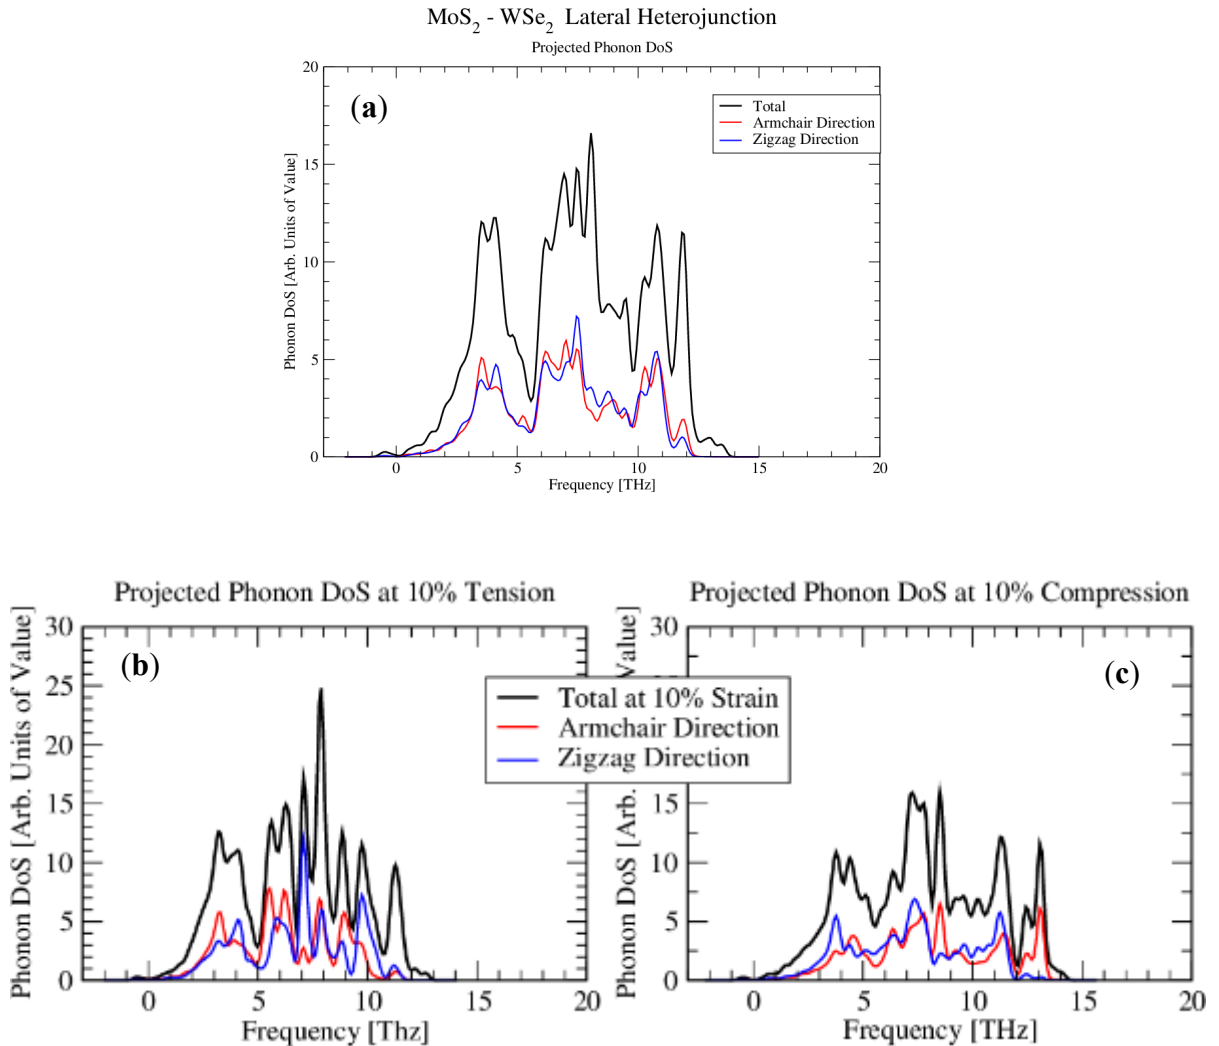 MoS2 - WSe2 Lateral Heterojunction
Projected Phonon DoS
(a)
Total
Armchair Direction
Zigzag Direction
Phonon DoS [Arb. Units of Value]
20
15
10
5
0
0 5 10 15 20
Frequency [THz]
Projected Phonon DoS at 10% Tension
(b)
Phonon DoS [Arb. Units of Value]
30
25
20
15
10
5
0
0 5 10 15 20
Frequency [Thz]
Total at 10% Strain
Armchair Direction
Zigzag Direction
Projected Phonon DoS at 10% Compression
(c)
Phonon DoS [Arb. Value]
30
15
10
5
0
0 5 10 15 20
Frequency [THz]